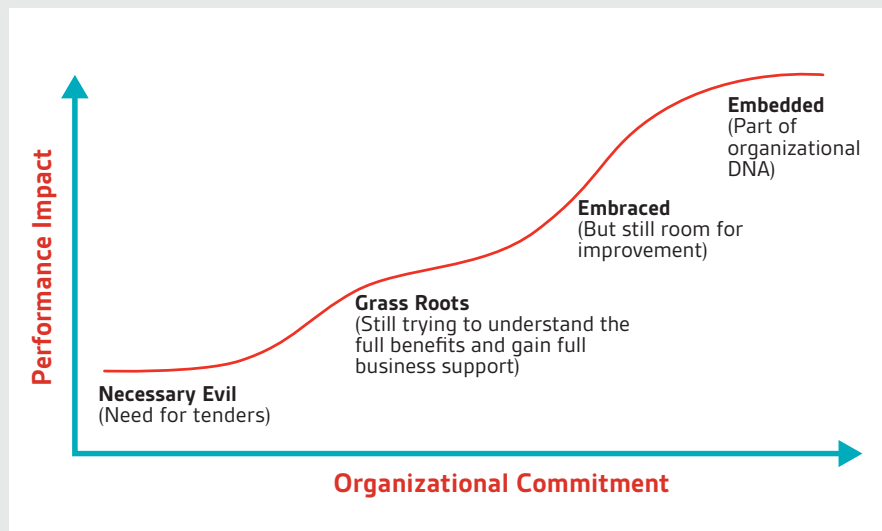 Performance Impact
Embedded
(Part of
organizational
DNA)
Embraced
(But still room for
improvement)
Grass Roots
(Still trying to understand the
full benefits and gain full
business support)
Necessary Evil
(Need for tenders)
Organizational Commitment